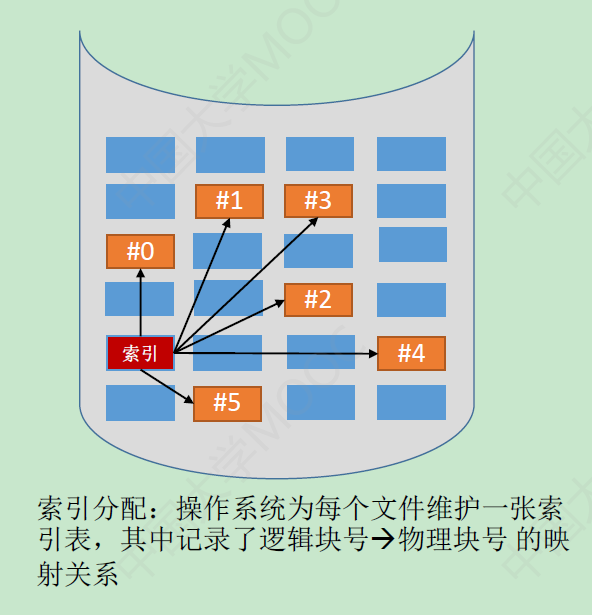 #1 #3
#0
#2
索引 #4
#5
索引分配：操作系统为每个文件维护一张索
引表，其中记录了逻辑块号→物理块号 的映
射关系
中国大学MOOC